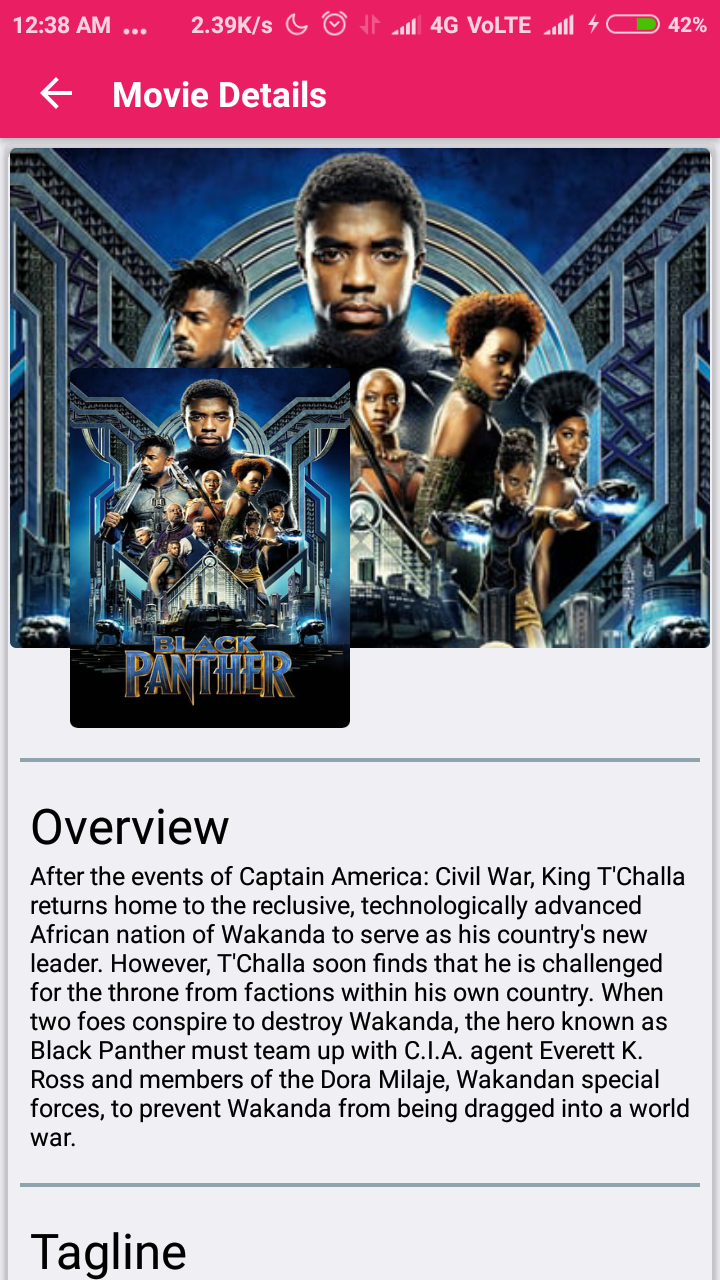 12:38 AM ... 2.39K/s 4G VoLTE 42%
Movie Details
BLACK
PANTHER
Overview
After the events of Captain America: Civil War, King T'Challa
returns home to the reclusive, technologically advanced
African nation of Wakanda to serve as his country's new
leader. However, T'Challa soon finds that he is challenged
for the throne from factions within his own country. When
two foes conspire to destroy Wakanda, the hero known as
Black Panther must team up with C.I.A. agent Everett K.
Ross and members of the Dora Milaje, Wakandan special
forces, to prevent Wakanda from being dragged into a world
war.
Tagline